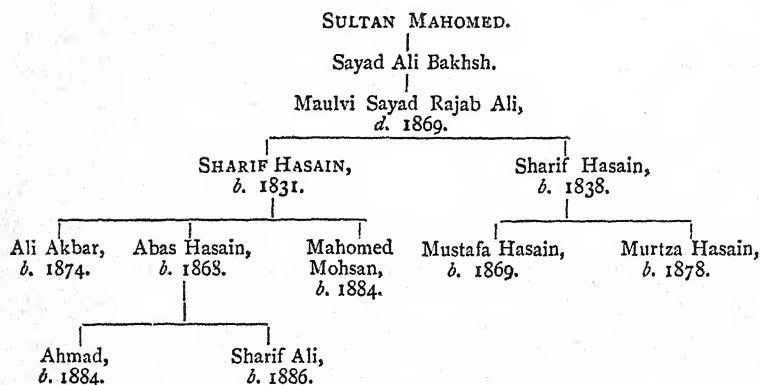 SULTAN MAHOMED.
Sayad Ali Bakhsh.
Maulvi Sayad Rajab Ali,
d. 1869.
SHARIF HASAIN,
b. 1831.
Sharif Hasain,
b. 1838.
Ali Akbar,
b. 1874.
Abas Hasain,
b. 1868.
Mahomed
Mohsan,
b. 1884.
Mustafa Hasain,
b. 1869.
Murtza Hasain,
b. 1878.
Ahmad,
b. 1884.
Sharif Ali,
b. 1886.